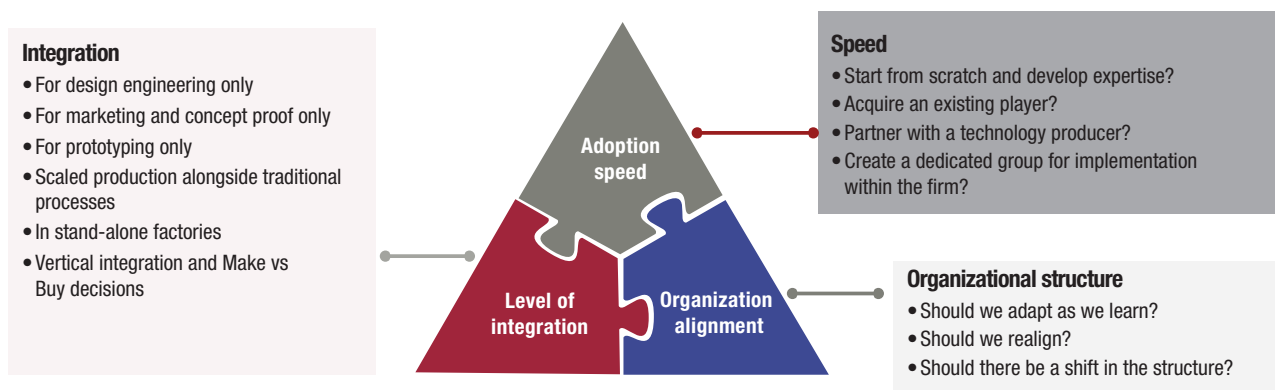 Integration
• For design engineering only
• For marketing and concept proof only
• For prototyping only
• Scaled production alongside traditional
processes
• In stand-alone factories
• Vertical integration and Make vs
Buy decisions
Adoption
speed
Level of
integration
Organization
alignment
Speed
• Start from scratch and develop expertise?
• Acquire an existing player?
• Partner with a technology producer?
• Create a dedicated group for implementation
within the firm?
Organizational structure
• Should we adapt as we learn?
• Should we realign?
• Should there be a shift in the structure?